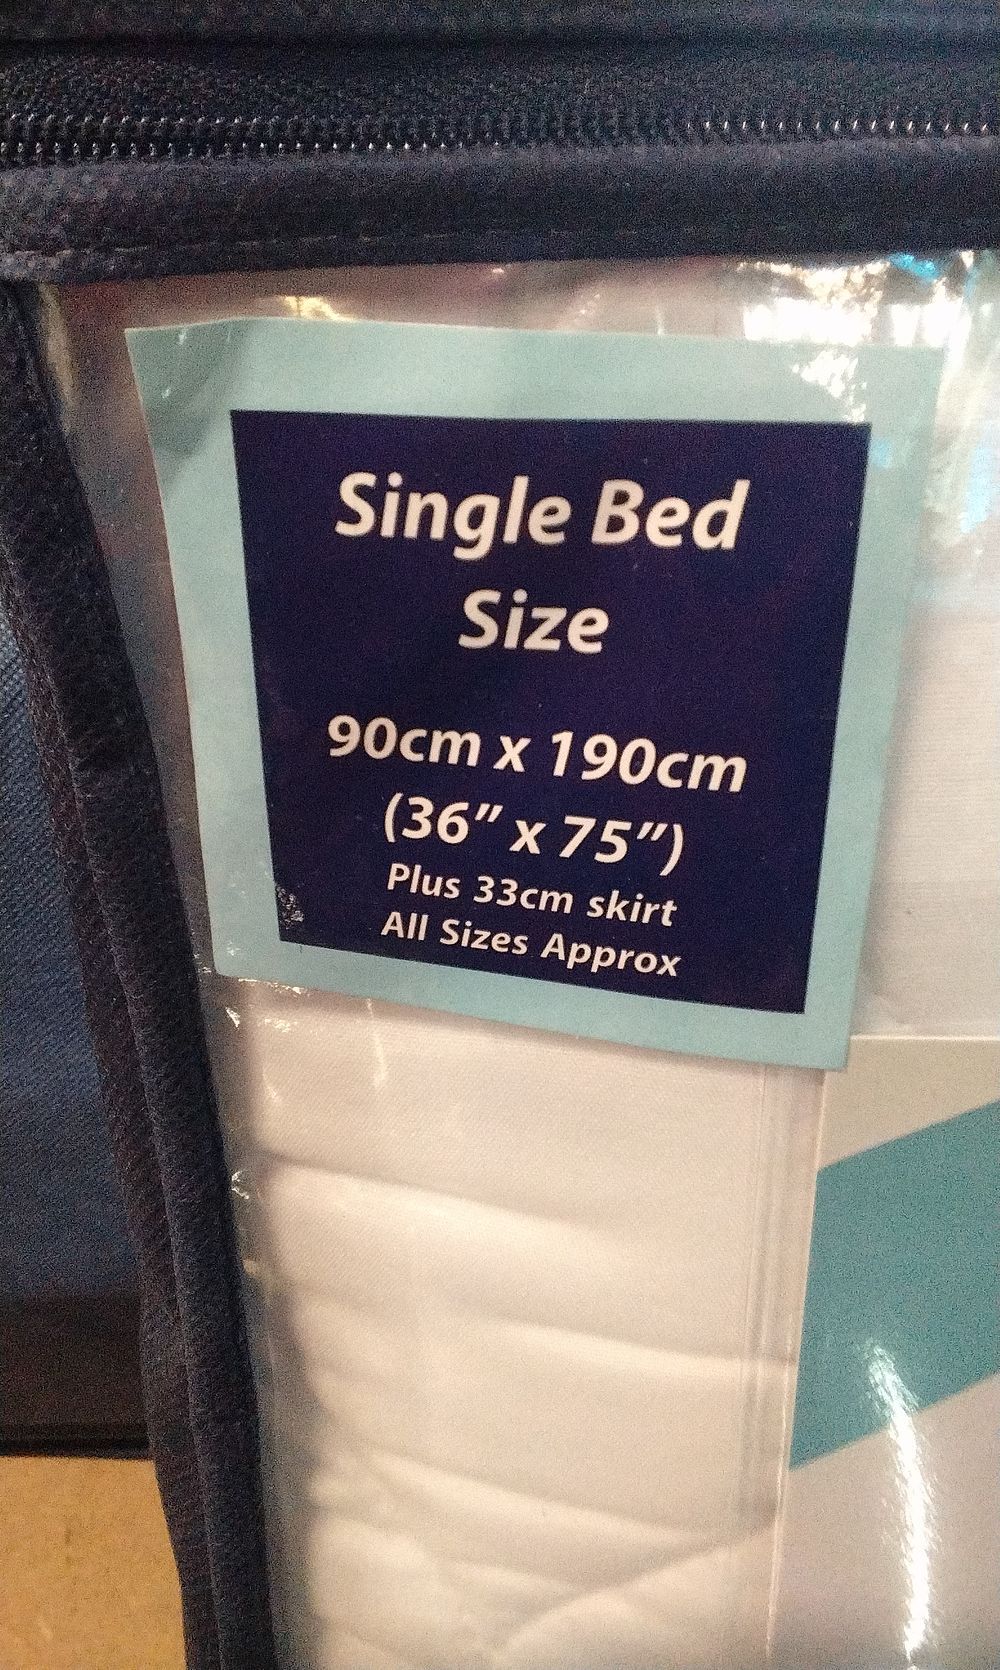 Single Bed
Size
90cm x 190cm
(36” x 75”)
Plus 33cm skirt
All Sizes Approx